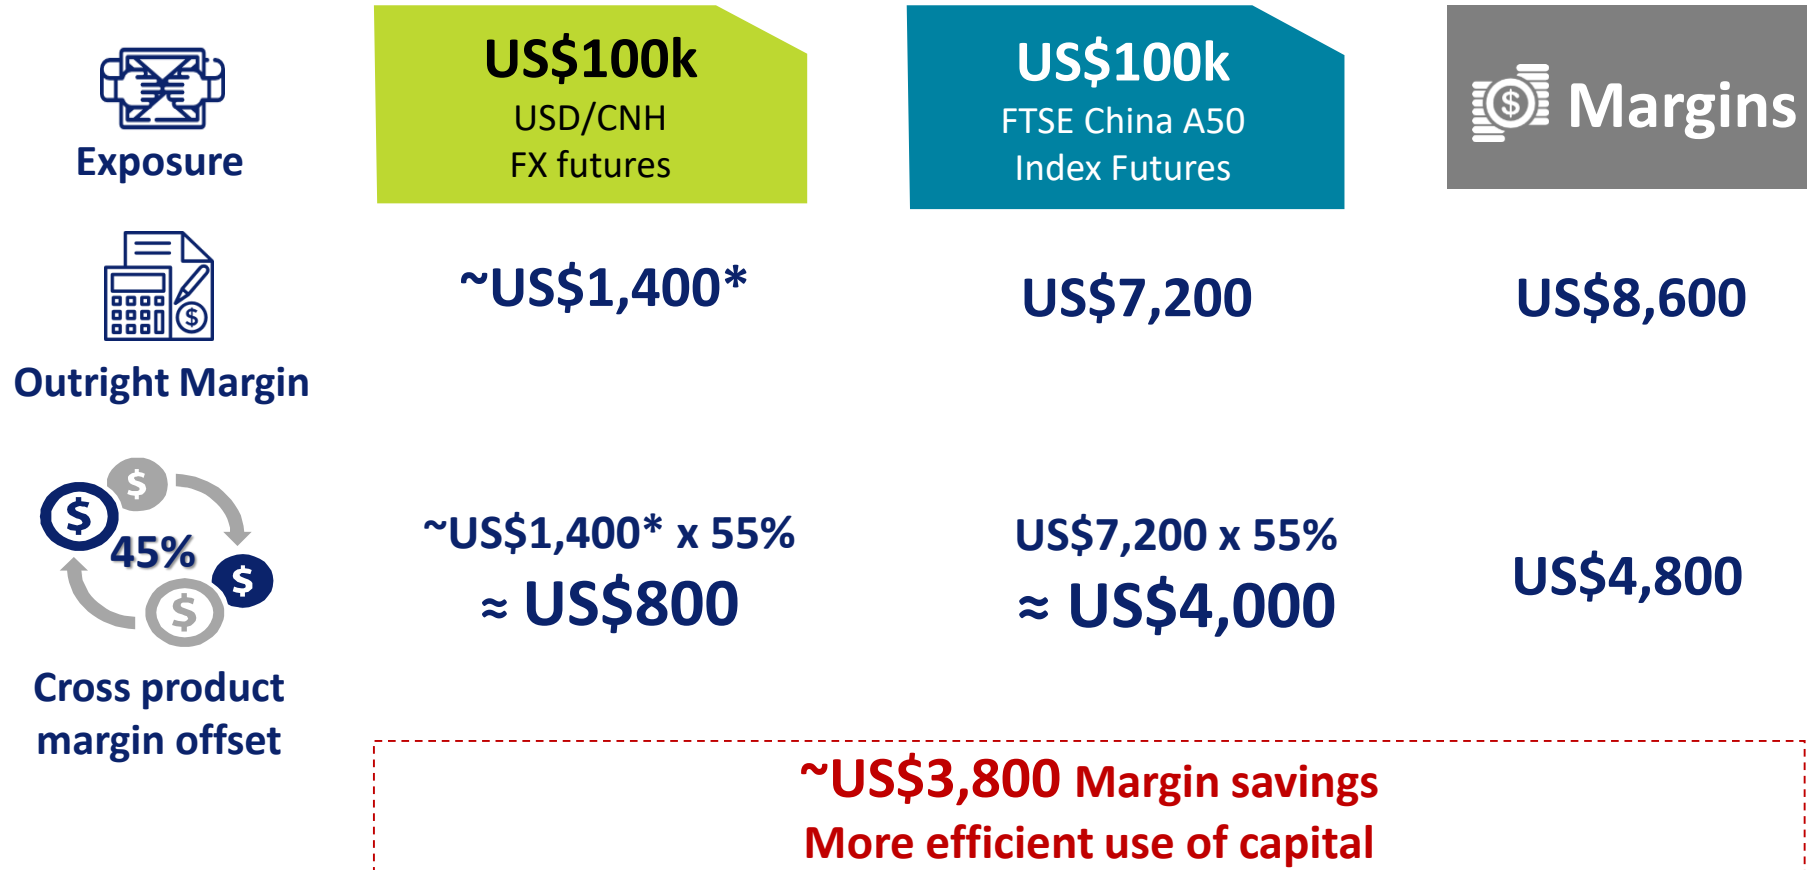 Exposure
US$100k
USD/CNH
FX futures
US$100k
FTSE China A50
Index Futures
$
Margins
$
Outright Margin
~US$1,400*
US$7,200
US$8,600
$
$
45%
$
$
Cross product
margin offset
~US$1,400* x 55%
≈ US$800
US$7,200 x 55%
≈ US$4,000
US$4,800
~US$3,800 Margin savings
More efficient use of capital